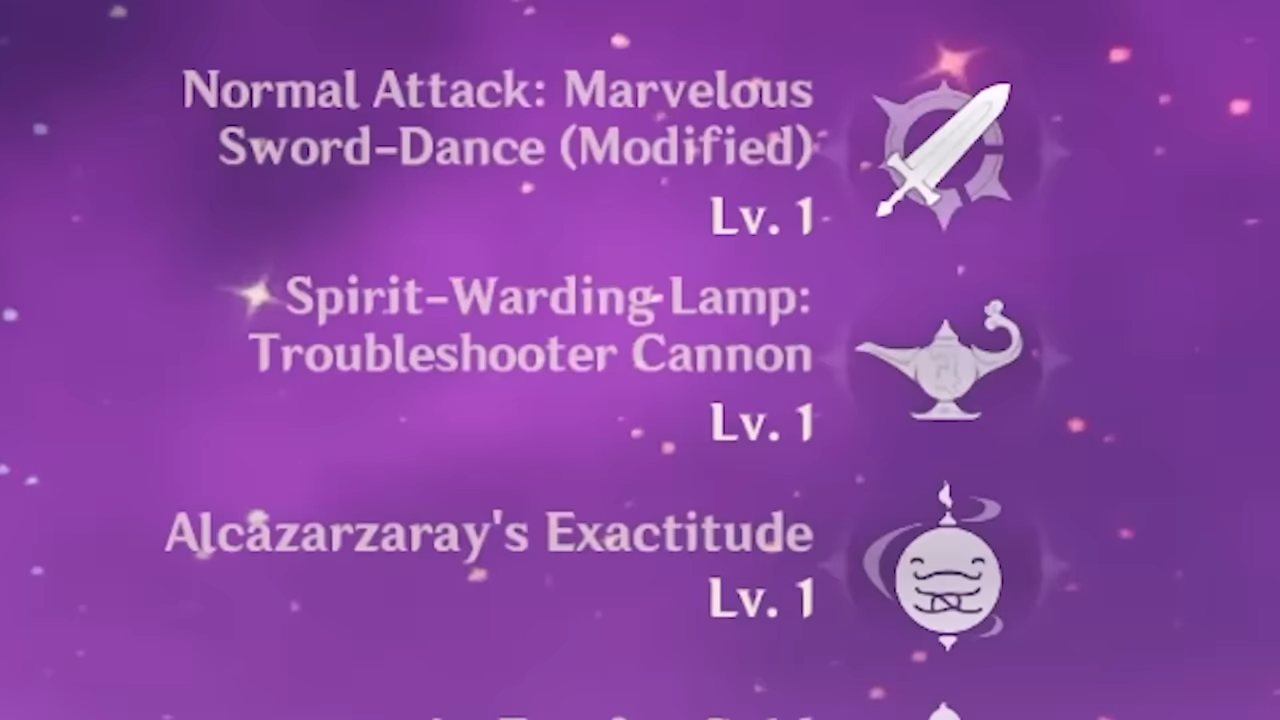 Normal Attack: Marvelous
Sword-Dance (Modified)
Lv. 1
Spirit-Warding Lamp:
Troubleshooter Cannon
Lv. 1
Alcazarzaray's Exactitude
Lv. 1